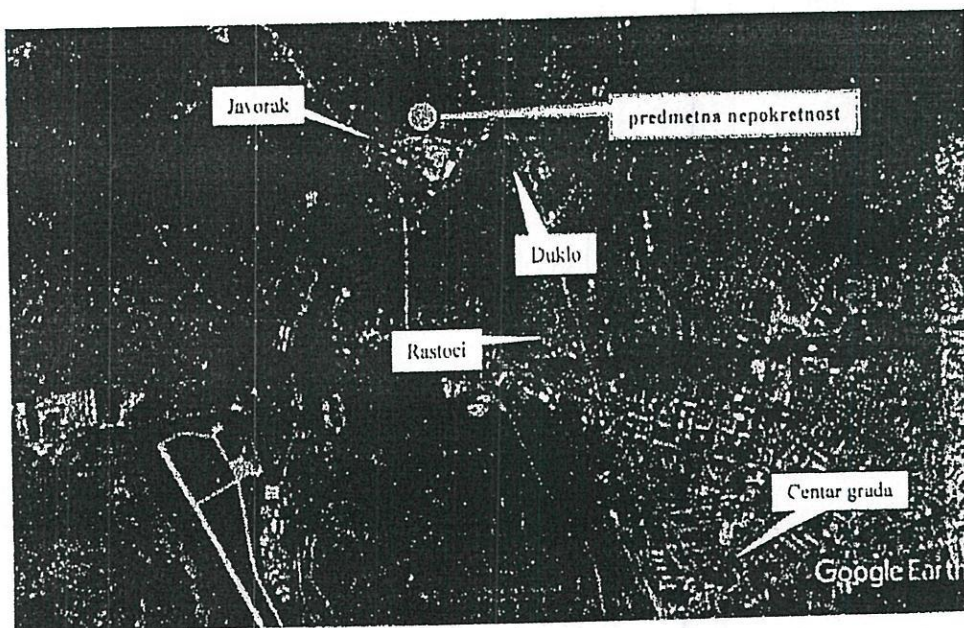 Javorak
predmetna nepokretnost
Duklo
Rastoci
Centar grada
Google Earth